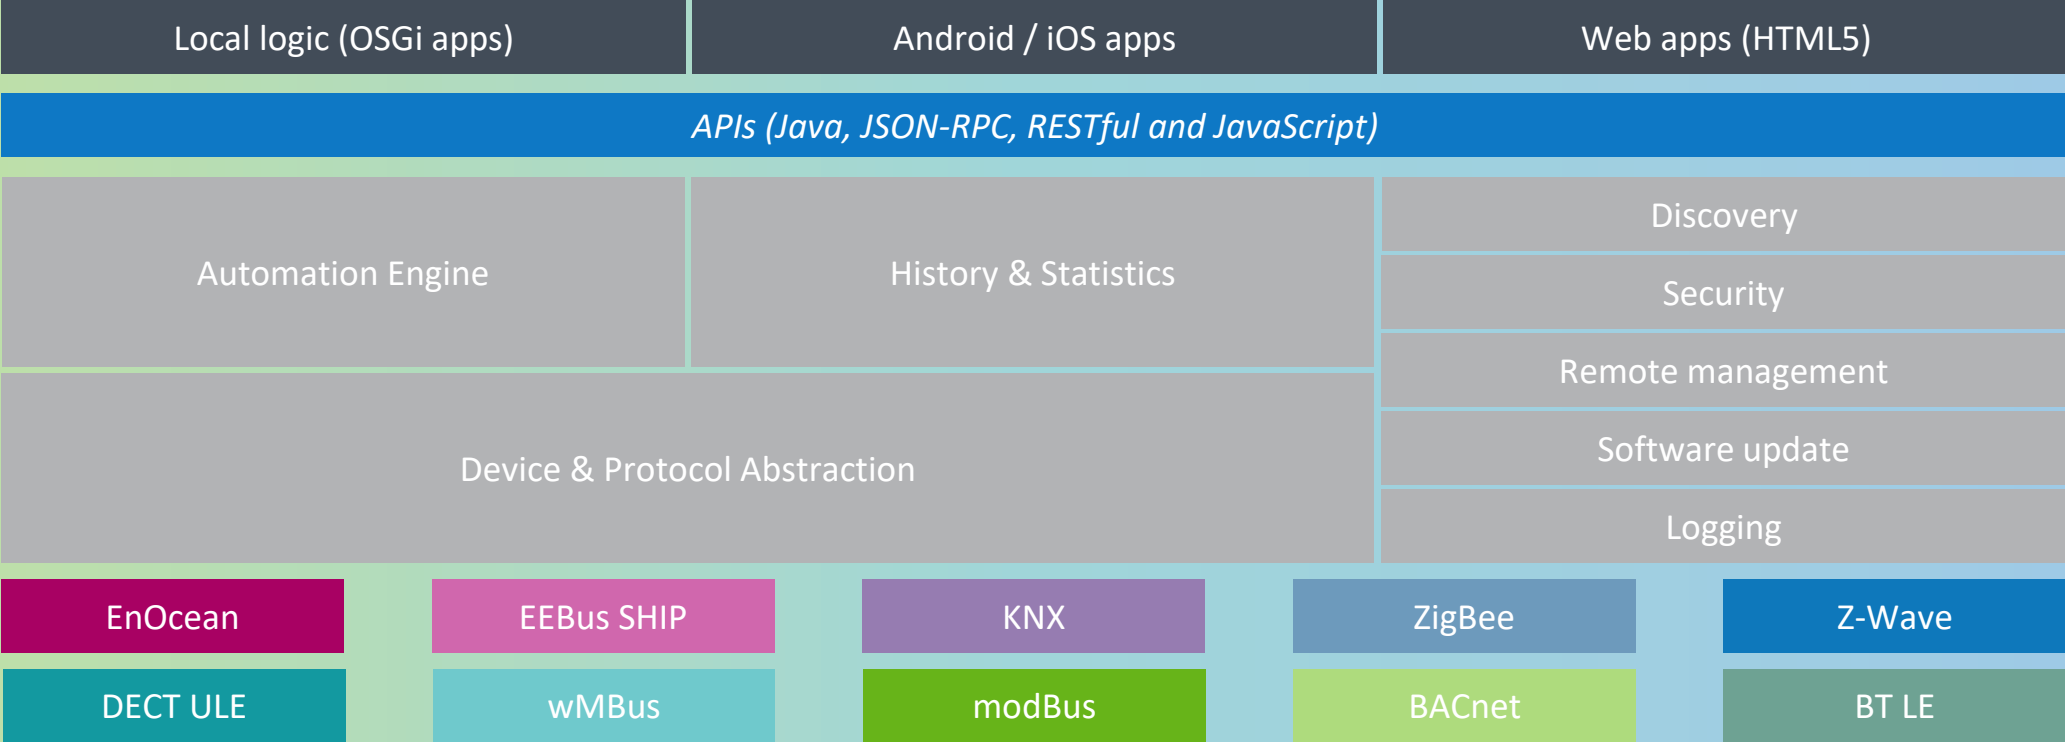 Local logic (OSGi apps)
Android / iOS apps
Web apps (HTML5)
APIs (Java, JSON-RPC, RESTful and JavaScript)
Automation Engine
History & Statistics
Discovery
Security
Remote management
Software update
Logging
Device & Protocol Abstraction
EnOcean
EEBus SHIP
KNX
ZigBee
Z-Wave
DECT ULE
wMBus
modBus
BACnet
BT LE